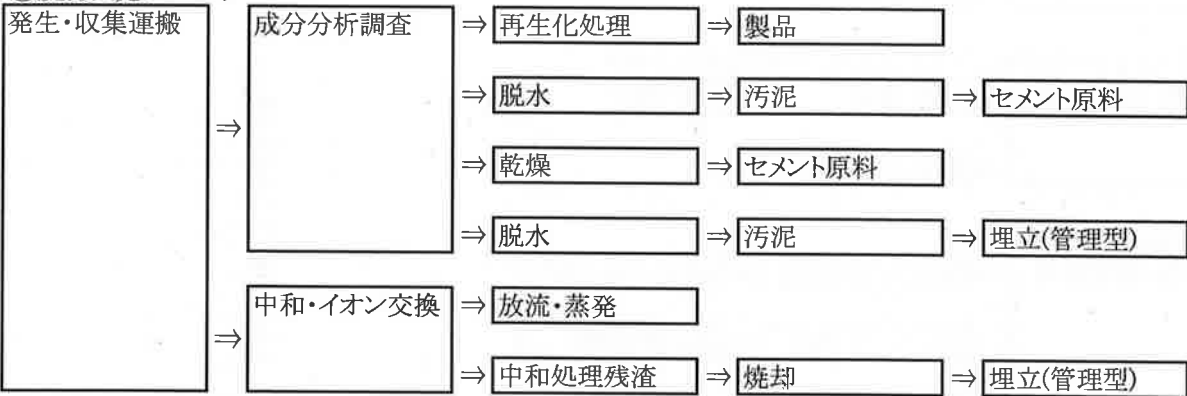 発生・収集運搬
成分分析調査 ⇒ 再生化処理 ⇒ 製品
⇒ 脱水 ⇒ 汚泥 ⇒ セメント原料
⇒
⇒ 乾燥 ⇒ セメント原料
⇒ 脱水 ⇒ 汚泥 ⇒ 埋立(管理型)
中和・イオン交換 ⇒ 放流・蒸発
⇒
⇒ 中和処理残渣 ⇒ 焼却 ⇒ 埋立(管理型)